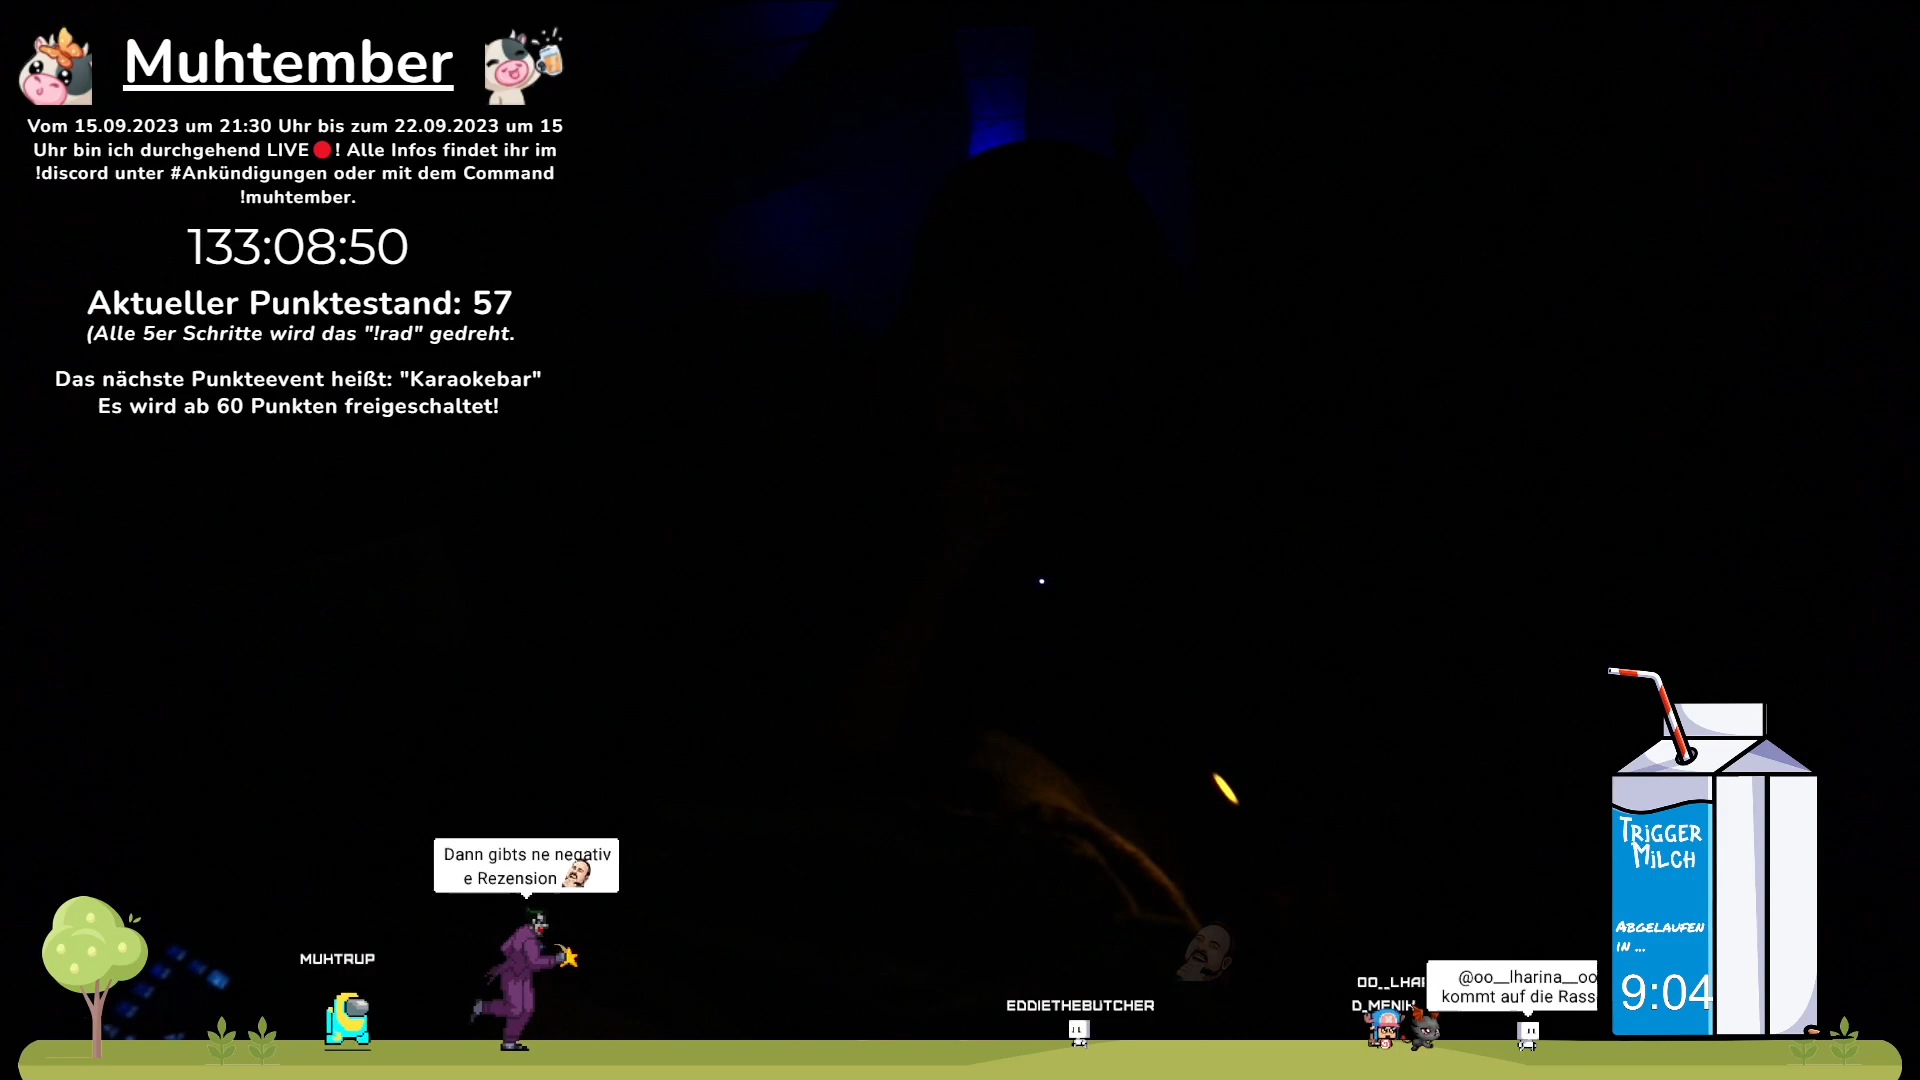 Muhtember
Vom 15.09.2023 um 21:30 Uhr bis zum 22.09.2023 um 15
Uhr bin ich durchgehend LIVE🔴! Alle Infos findet ihr im
!discord unter #Ankündigungen oder mit dem Command
!muhtember.
133:08:50
Aktueller Punktestand: 57
(Alle 5er Schritte wird das "!rad" gedreht.
Das nächste Punkteevent heißt: "Karaokebar"
Es wird ab 60 Punkten freigeschaltet!
TRiGGER
MiLCH
Dann gibts ne negativ
e Rezension
ABGELAUFEN
IN ...
9:04
MUHTRUP
EDDIETHEBUTCHER
OO__LHAI
D_MENIK
@oo__lharina__oo
kommt auf die Rass